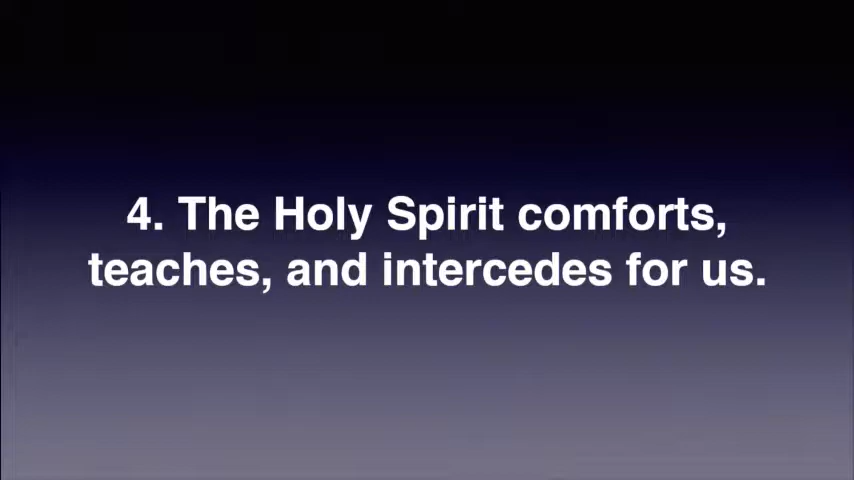 4. The Holy Spirit comforts,
teaches, and intercedes for us.